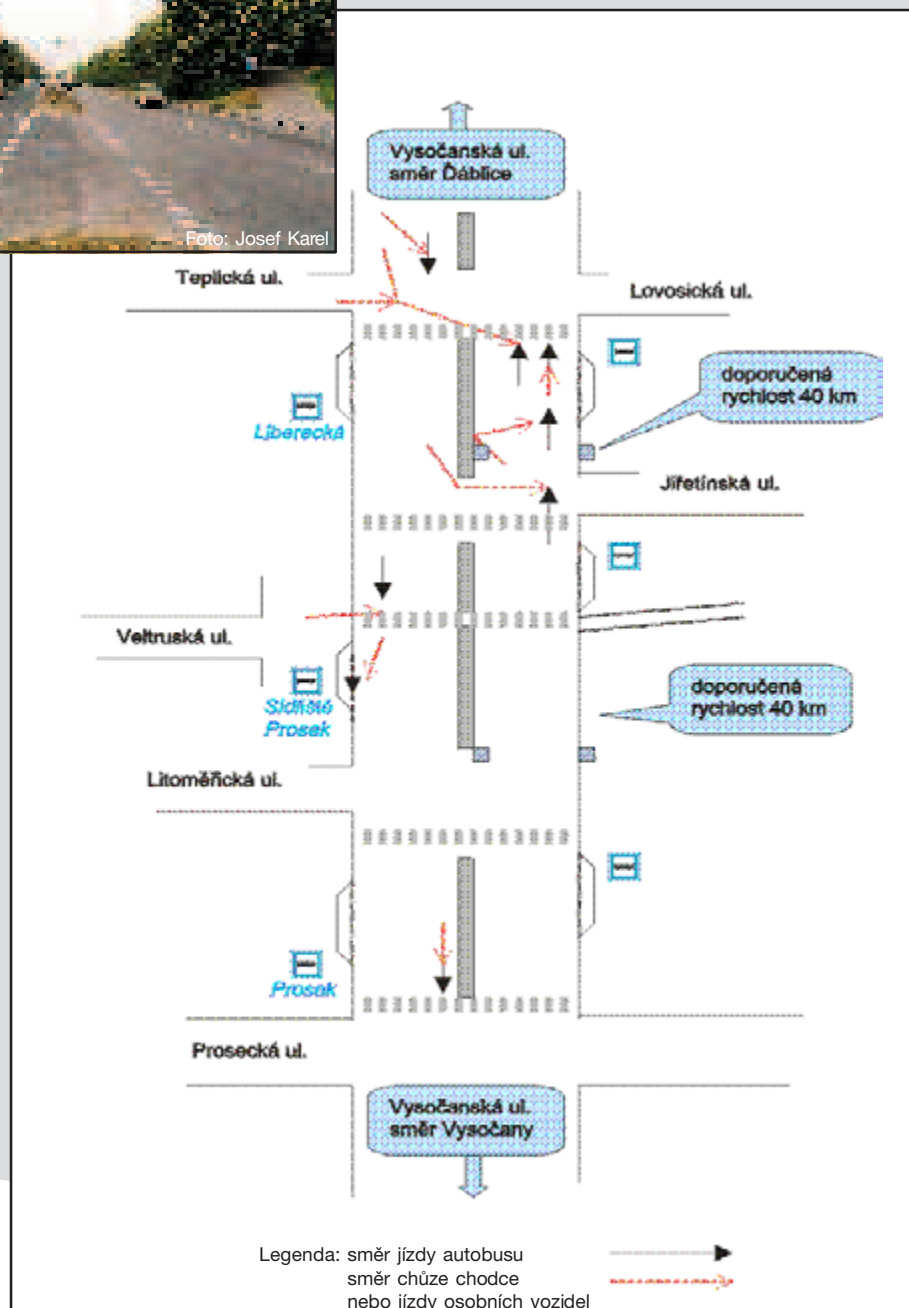 Foto: Josef Karel
Vysočanská ul.
směr Ďáblice
Teplická ul.
Lovosická ul.
doporučená
rychlost 40 km
Liberecká
Jiřetínská ul.
Veltruská ul.
Sídliště
Prosek
doporučená
rychlost 40 km
Litoměřická ul.
Prosek
Prosecká ul.
Vysočanská ul.
směr Vysočany
Legenda: směr jízdy autobusu
směr chůze chodce
nebo jízdy osobních vozidel